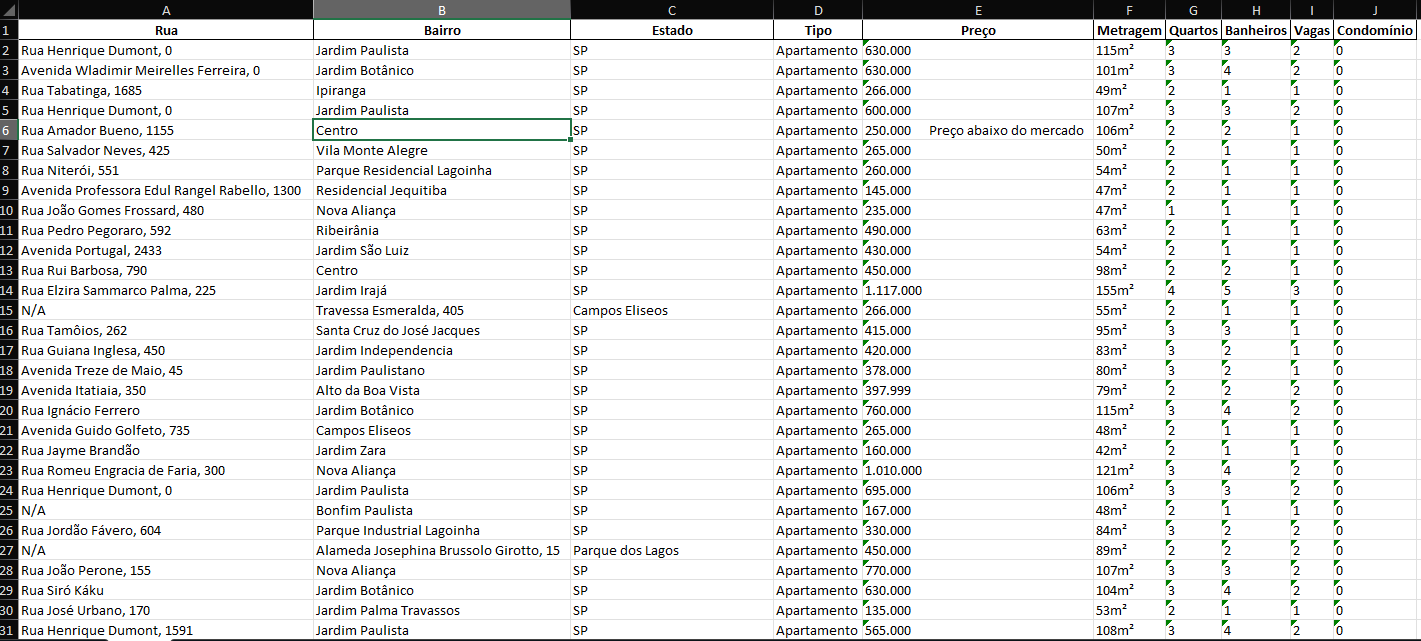 A B C D E F G H I J
1 Rua Bairro Estado Tipo Preço Metragem Quartos Banheiros Vagas Condomínio
2 Rua Henrique Dumont, 0 Jardim Paulista SP Apartamento 630.000 115m² 3 3 2 0
3 Avenida Wladimir Meirelles Ferreira, 0 Jardim Botânico SP Apartamento 630.000 101m² 3 4 2 0
4 Rua Tabatinga, 1685 Ipiranga SP Apartamento 266.000 49m² 2 1 1 0
5 Rua Henrique Dumont, 0 Jardim Paulista SP Apartamento 600.000 107m² 3 3 2 0
6 Rua Amador Bueno, 1155 Centro SP Apartamento 250.000 Preço abaixo do mercado 106m² 2 2 1 0
7 Rua Salvador Neves, 425 Vila Monte Alegre SP Apartamento 265.000 50m² 2 1 1 0
8 Rua Niterói, 551 Parque Residencial Lagoinha SP Apartamento 260.000 54m² 2 1 1 0
9 Avenida Professora Edul Rangel Rabello, 1300 Residencial Jequitiba SP Apartamento 145.000 47m² 2 1 1 0
10 Rua João Gomes Frossard, 480 Nova Aliança SP Apartamento 235.000 47m² 1 1 1 0
11 Rua Pedro Pegoraro, 592 Ribeirânia SP Apartamento 490.000 63m² 2 1 1 0
12 Avenida Portugal, 2433 Jardim São Luiz SP Apartamento 430.000 54m² 2 1 1 0
13 Rua Rui Barbosa, 790 Centro SP Apartamento 450.000 98m² 2 2 1 0
14 Rua Elzira Sammarco Palma, 225 Jardim Irajá SP Apartamento 1.117.000 155m² 4 5 3 0
15 N/A Travessa Esmeralda, 405 Campos Eliseos Apartamento 266.000 55m² 2 1 1 0
16 Rua Tamôios, 262 Santa Cruz do José Jacques SP Apartamento 415.000 95m² 3 3 1 0
17 Rua Guiana Inglesa, 450 Jardim Independencia SP Apartamento 420.000 83m² 3 2 1 0
18 Avenida Treze de Maio, 45 Jardim Paulistano SP Apartamento 378.000 80m² 3 2 1 0
19 Avenida Itatiaia, 350 Alto da Boa Vista SP Apartamento 397.999 79m² 2 2 2 0
20 Rua Ignácio Ferrero Jardim Botânico SP Apartamento 760.000 115m² 3 4 2 0
21 Avenida Guido Golfeto, 735 Campos Eliseos SP Apartamento 265.000 48m² 2 1 1 0
22 Rua Jayme Brandão Jardim Zara SP Apartamento 160.000 42m² 2 1 1 0
23 Rua Romeu Engracia de Faria, 300 Nova Aliança SP Apartamento 1.010.000 121m² 3 4 2 0
24 Rua Henrique Dumont, 0 Jardim Paulista SP Apartamento 695.000 106m² 3 3 2 0
25 N/A Bonfim Paulista SP Apartamento 167.000 48m² 2 1 1 0
26 Rua Jordão Fávero, 604 Parque Industrial Lagoinha SP Apartamento 330.000 84m² 3 2 2 0
27 N/A Alameda Josephina Brussolo Girotto, 15 Parque dos Lagos Apartamento 450.000 89m² 2 2 2 0
28 Rua João Perone, 155 Nova Aliança SP Apartamento 770.000 107m² 3 3 2 0
29 Rua Siró Káku Jardim Botânico SP Apartamento 630.000 104m² 3 4 2 0
30 Rua José Urbano, 170 Jardim Palma Travassos SP Apartamento 135.000 53m² 2 1 1 0
31 Rua Henrique Dumont, 1591 Jardim Paulista SP Apartamento 565.000 108m² 3 4 2 0